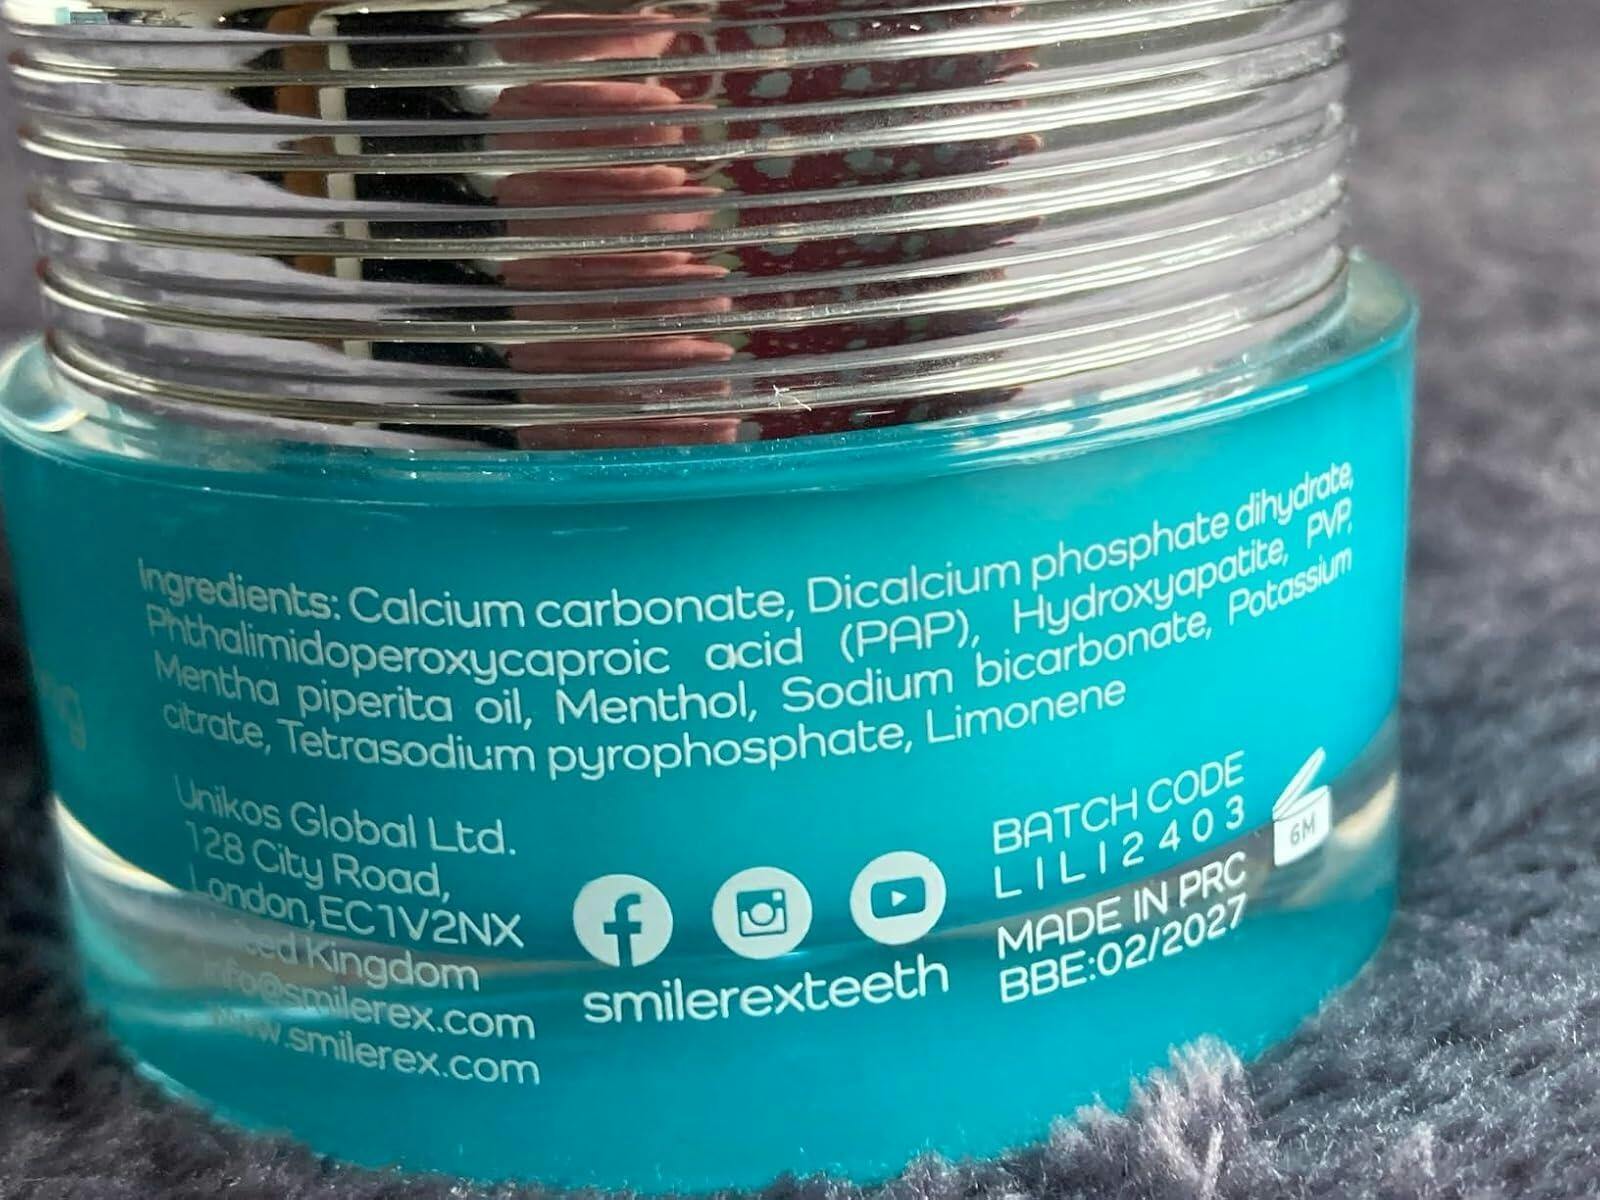 Ingredients: Calcium carbonate, Dicalcium phosphate dihydrate,
Phthalimidoperoxycaproic acid (PAP), Hydroxyapatite, PVP,
Mentha piperita oil, Menthol, Sodium bicarbonate, Potassium
citrate, Tetrasodium pyrophosphate, Limonene
Unikos Global Ltd.
128 City Road,
London, EC1V2NX
United Kingdom
info@smilerex.com
www.smilerex.com
smilerexteeth
BATCH CODE
LILI2403
MADE IN PRC
BBE:02/2027
6M